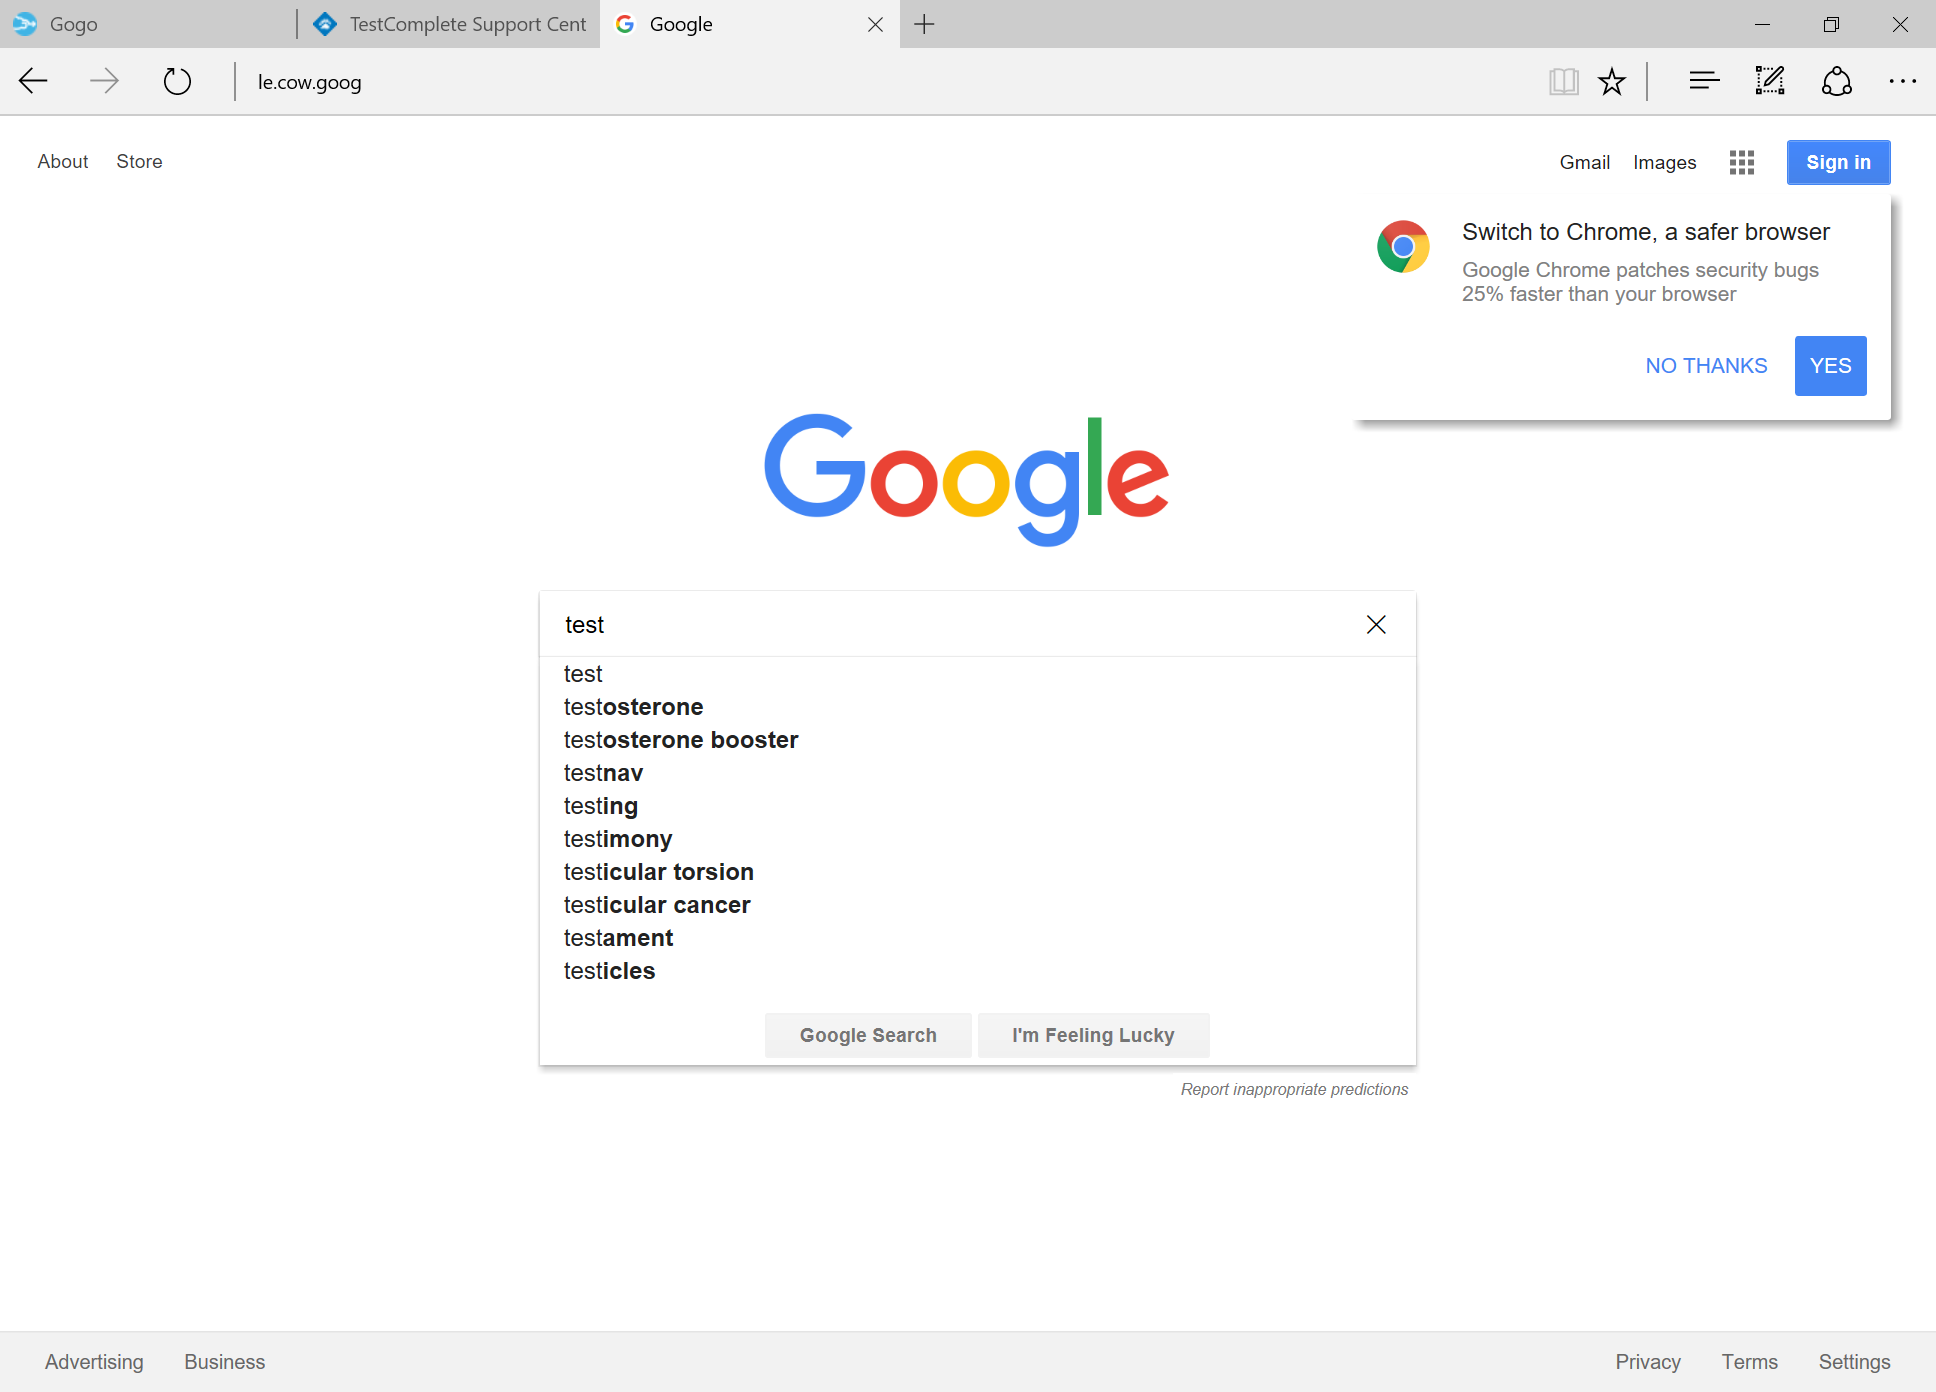 Gogo
TestComplete Support Cent
Google
le.cow.goog
About Store
Gmail Images Sign in
Switch to Chrome, a safer browser
Google Chrome patches security bugs
25% faster than your browser
NO THANKS YES
Google
test
test
testosterone
testosterone booster
testnav
testing
testimony
testicular torsion
testicular cancer
testament
testicles
Google Search I'm Feeling Lucky
Report inappropriate predictions
Advertising Business Privacy Terms Settings